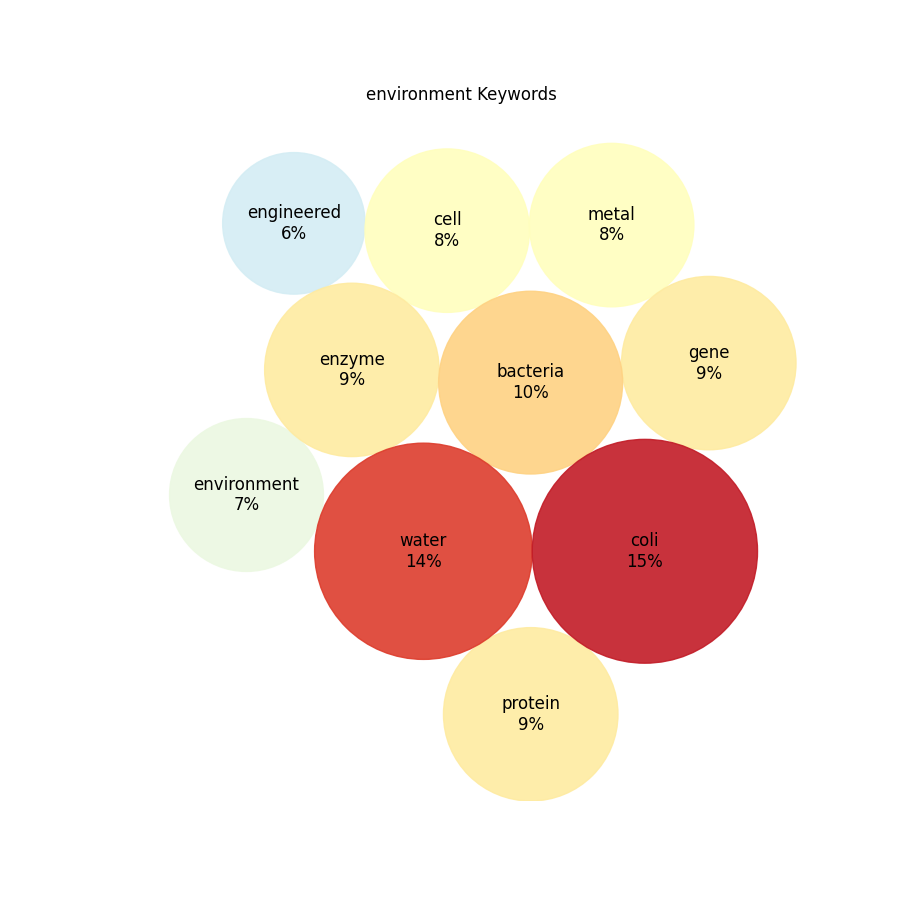 environment Keywords
engineered
6%
cell
8%
metal
8%
enzyme
9%
bacteria
10%
gene
9%
environment
7%
water
14%
coli
15%
protein
9%